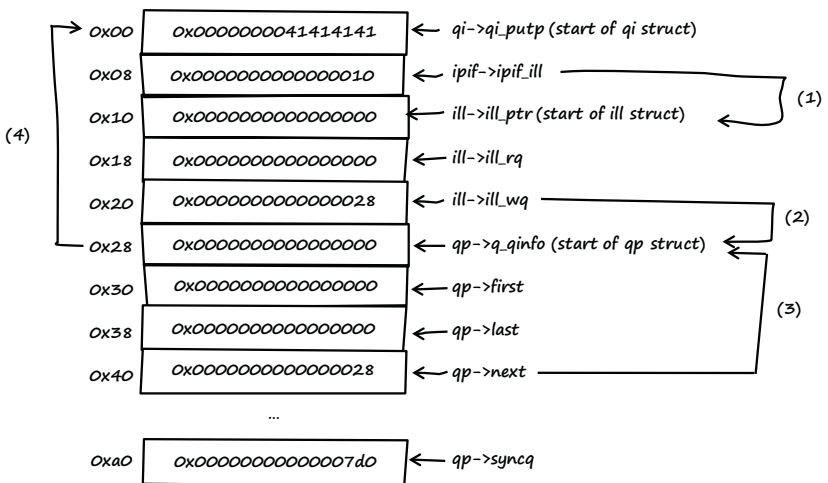 0x00 0x0000000041414141 qi->qi_putp (start of qi struct)
0x08 0x0000000000000010 ipif->ipif_ill
(1)
0x10 0x0000000000000000 ill->ill_ptr (start of ill struct)
(4)
0x18 0x0000000000000000 ill->ill_rq
0x20 0x0000000000000028 ill->ill_wq
(2)
0x28 0x0000000000000000 qp->q_qinfo (start of qp struct)
0x30 0x0000000000000000 qp->first
(3)
0x38 0x0000000000000000 qp->last
0x40 0x0000000000000028 qp->next
...
0xa0 0x00000000000007d0 qp->syncq